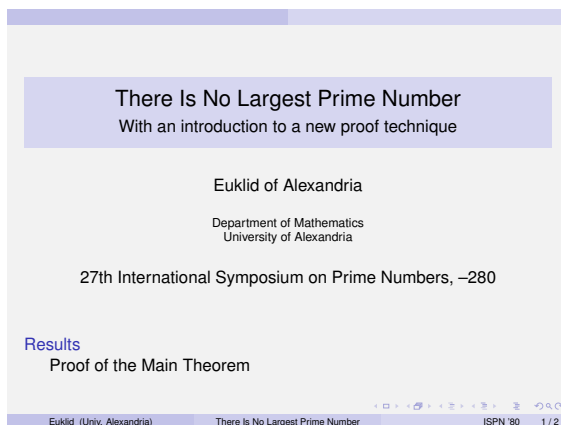 There Is No Largest Prime Number
With an introduction to a new proof technique
Euklid of Alexandria
Department of Mathematics
University of Alexandria
27th International Symposium on Prime Numbers, –280
Results
Proof of the Main Theorem
Euklid (Univ. Alexandria) There Is No Largest Prime Number ISPN '80 1 / 2